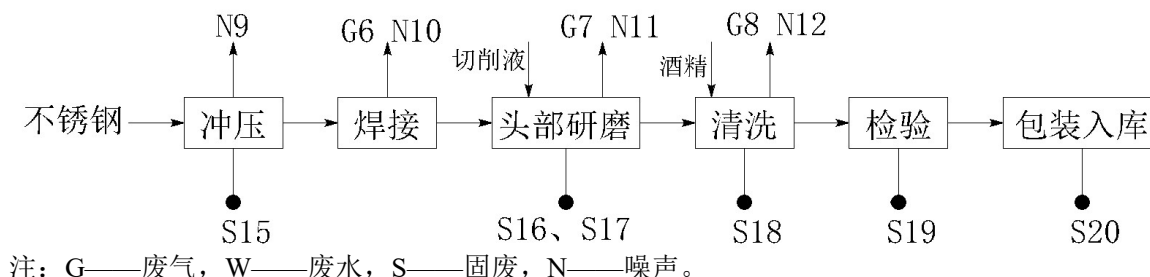 N9
G6 N10
G7 N11
G8 N12
切削液
酒精
不锈钢
冲压
焊接
头部研磨
清洗
检验
包装入库
S15
S16、S17
S18
S19
S20
注：G——废气，W——废水，S——固废，N——噪声。